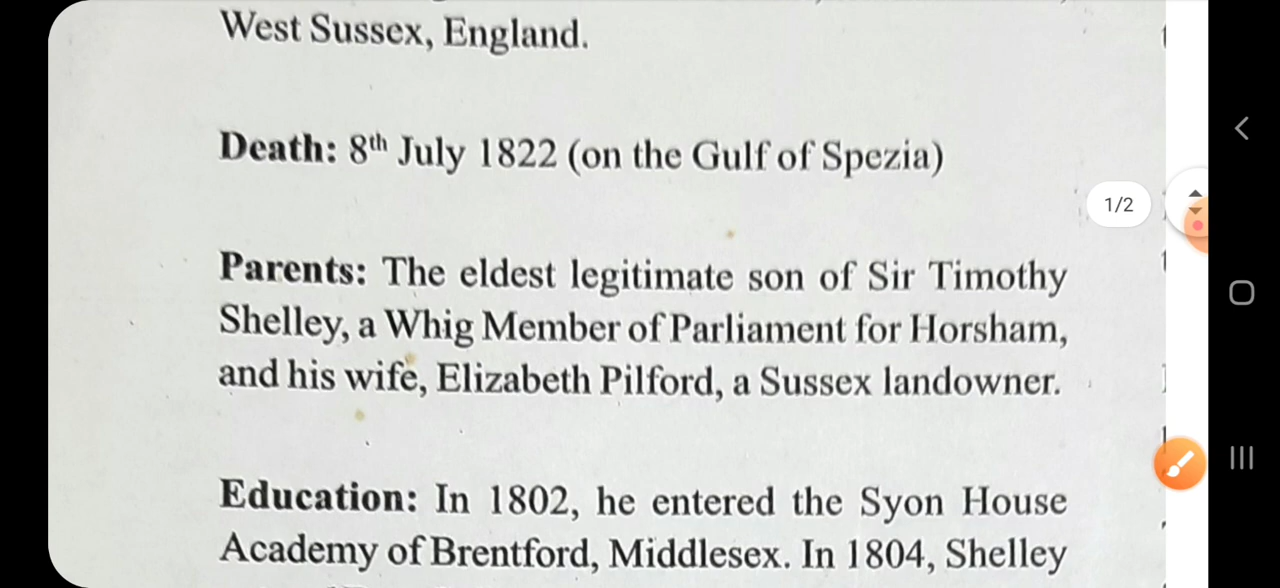 West Sussex, England.
Death: 8th July 1822 (on the Gulf of Spezia)
1/2
Parents: The eldest legitimate son of Sir Timothy
Shelley, a Whig Member of Parliament for Horsham,
and his wife, Elizabeth Pilford, a Sussex landowner.
Education: In 1802, he entered the Syon House
Academy of Brentford, Middlesex. In 1804, Shelley